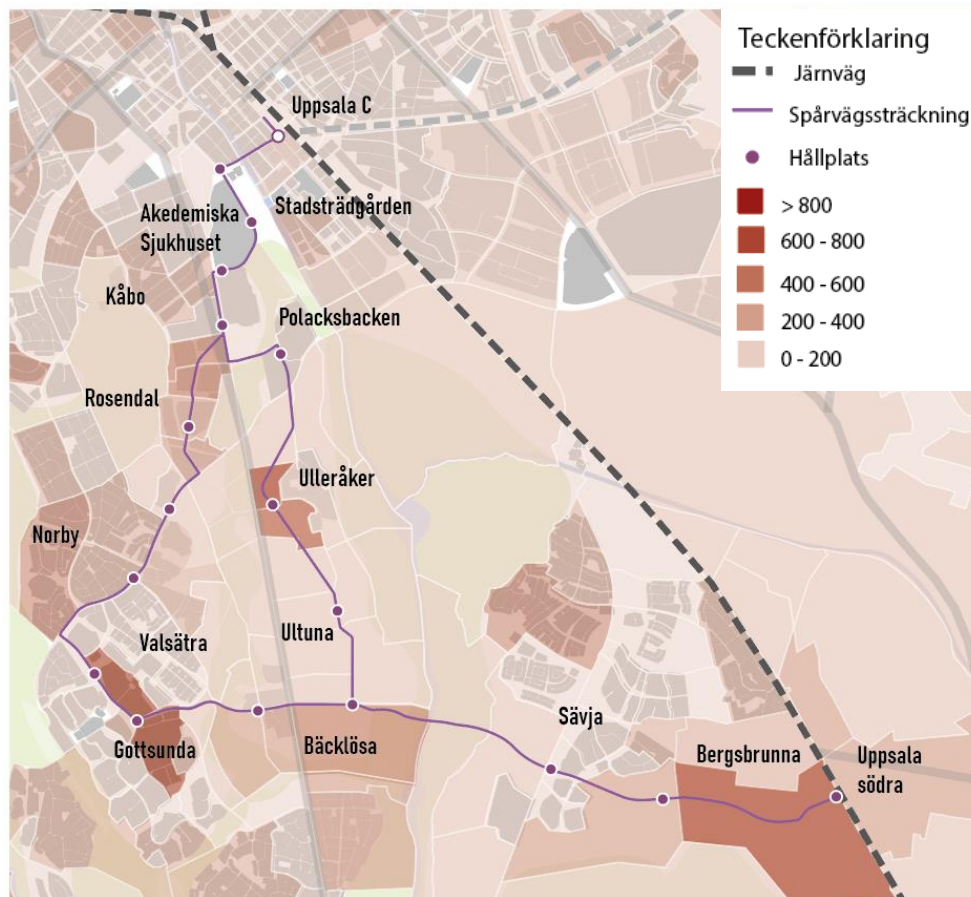 Teckenförklaring
Järnväg
Spårvägssträckning
Hållplats
> 800
600 - 800
400 - 600
200 - 400
0 - 200
Uppsala C
Stadsträdgården
Akedemiska
Sjukhuset
Kåbo
Polacksbacken
Rosendal
Ulleråker
Norby
Valsätra
Ultuna
Sävja
Gottsunda
Bäcklösa
Bergsbrunna
Uppsala
södra